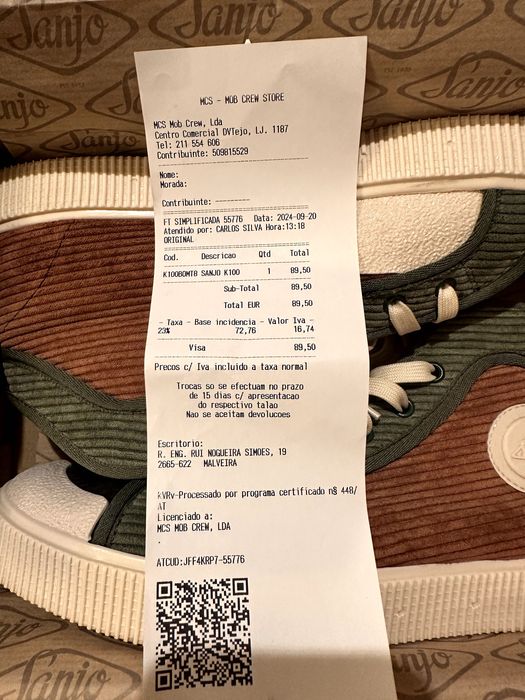 Sanjo
Sanjo
Sanjo
Sanjo
MCS - MOB CREW STORE
MCS Mob Crew, Lda
Centro Comercial DVTejo, LJ. 1187
Tel: 211 554 606
Contribuinte: 509815529
Nome:
Morada:
Contribuinte: ---------
FT SIMPLIFICADA 55776 Data: 2024-09-20
Atendido por: CARLOS SILVA Hora:13:18
ORIGINAL
Cod. Descricao Qtd Total
K100BOMT8 SANJO K100 1 89,50
Sub-Total 89,50
Total EUR 89,50
- Taxa - Base incidencia - Valor Iva -
23% 72,76 16,74
Visa 89,50
Precos c/ Iva incluido a taxa normal
Trocas so se efectuam no prazo
de 15 dias c/ apresentacao
do respectivo talao
Nao se aceitam devolucoes
Escritorio:
R. ENG. RUI NOGUEIRA SIMOES, 19
2665-622 MALVEIRA
kVRv-Processado por programa certificado n$ 448/
AT
Licenciado a:
MCS MOB CREW, LDA
.
ATCUD:JFF4KRP7-55776
Sanjo
Sanjo